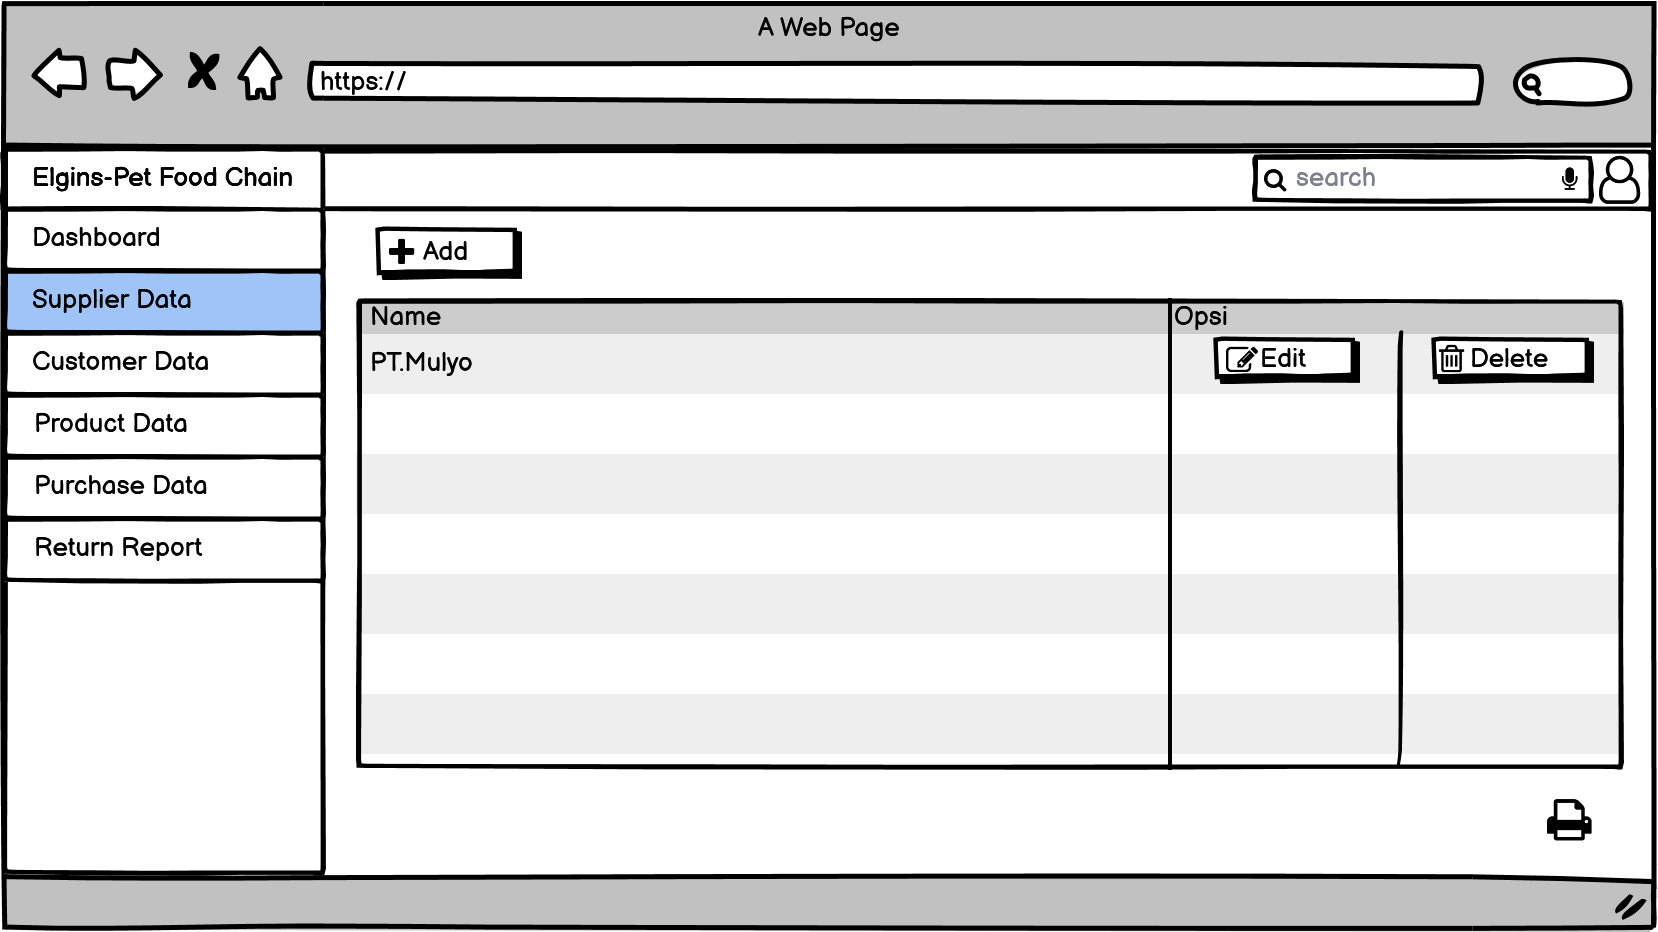 A Web Page
https://
Elgins-Pet Food Chain
search
Dashboard
Supplier Data
Customer Data
Product Data
Purchase Data
Return Report
Add
Name Opsi
PT.Mulyo Edit Delete